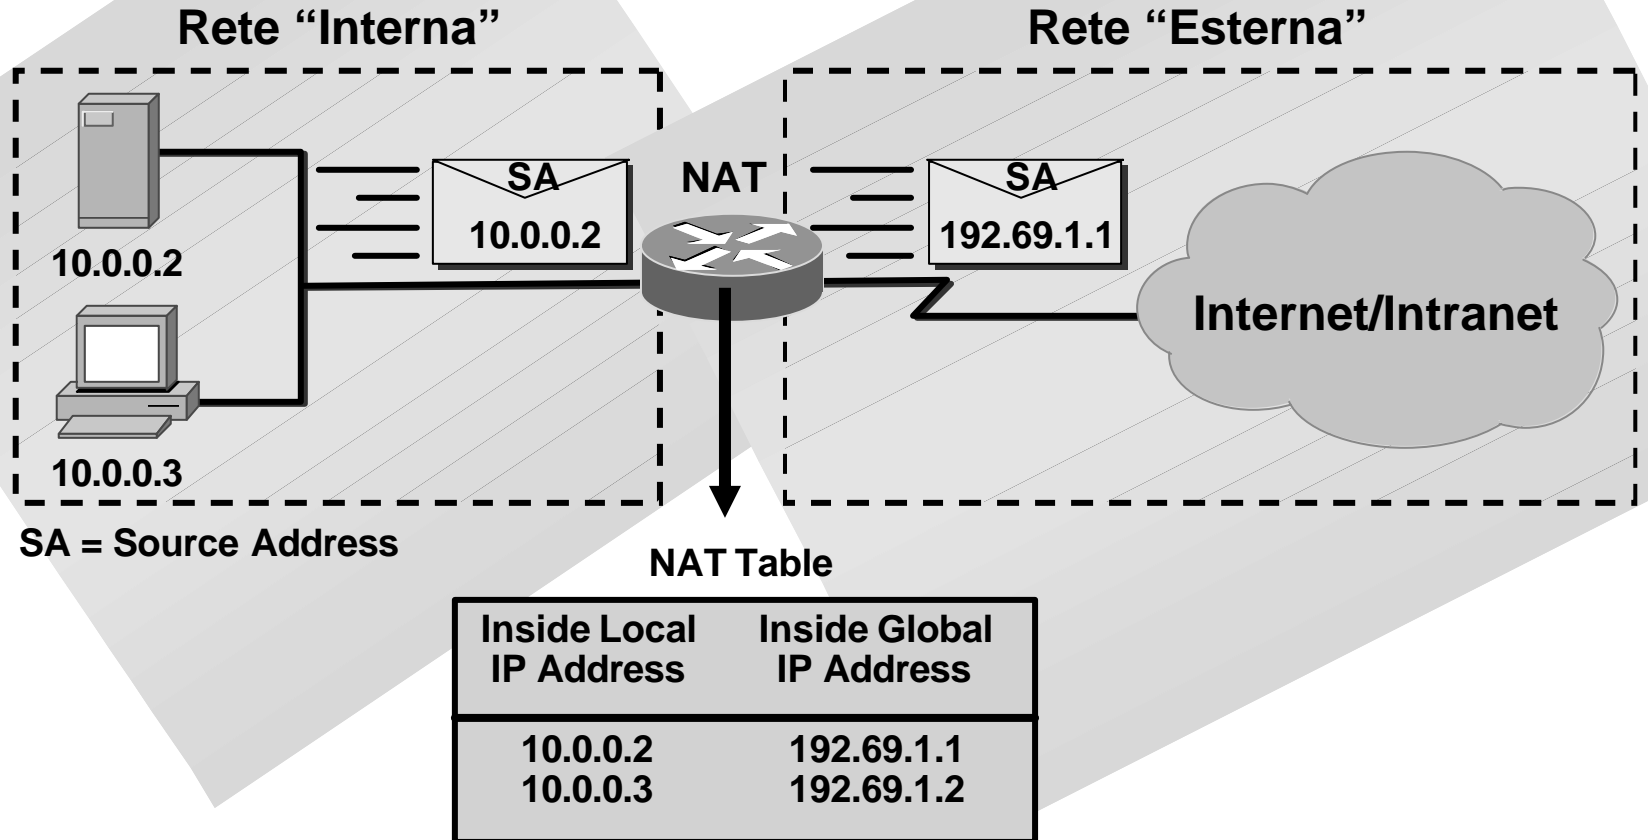 Rete “Interna”
Rete “Esterna”
SA
10.0.0.2
NAT
SA
192.69.1.1
10.0.0.2
Internet/Intranet
10.0.0.3
SA = Source Address
NAT Table
Inside Local IP Address
Inside Global IP Address
10.0.0.2 192.69.1.1
10.0.0.3 192.69.1.2